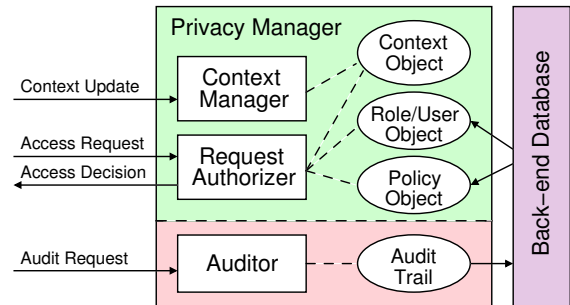 Privacy Manager
Context
Object
Context Update
Context
Manager
Role/User
Object
Access Request
Access Decision
Request
Authorizer
Policy
Object
Audit Request
Auditor
Audit
Trail
Back−end Database